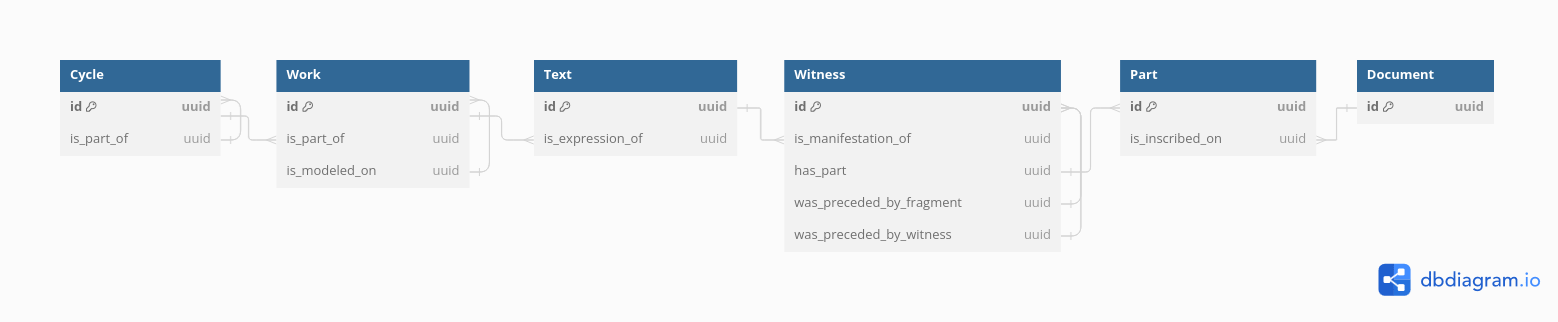 Cycle
id uuid
is_part_of uuid
Work
id uuid
is_part_of uuid
is_modeled_on uuid
Text
id uuid
is_expression_of uuid
Witness
id uuid
is_manifestation_of uuid
has_part uuid
was_preceded_by_fragment uuid
was_preceded_by_witness uuid
Part
id uuid
is_inscribed_on uuid
Document
id uuid
dbdiagram.io